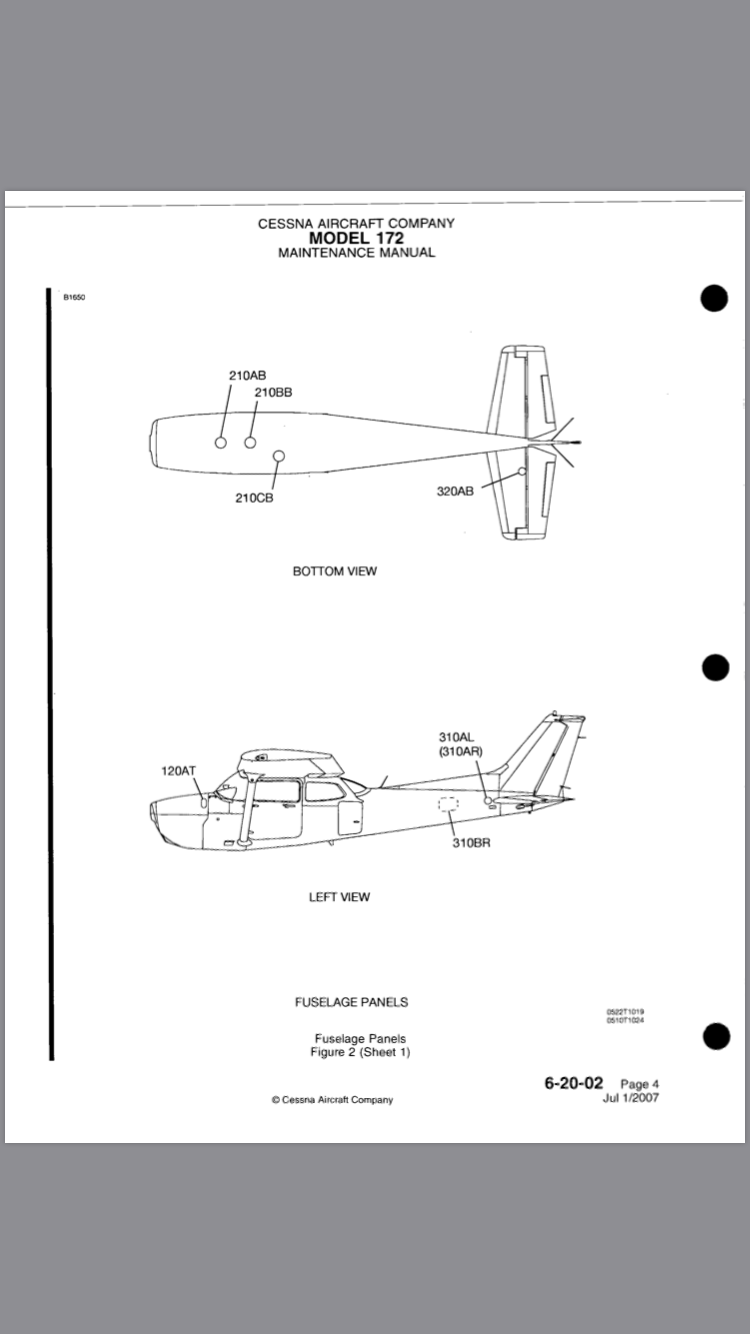 CESSNA AIRCRAFT COMPANY
MODEL 172
MAINTENANCE MANUAL
B1650
210AB
210BB
210CB
320AB
BOTTOM VIEW
310AL
(310AR)
120AT
310BR
LEFT VIEW
FUSELAGE PANELS
0522T1019
0510T1024
Fuselage Panels
Figure 2 (Sheet 1)
6-20-02 Page 4
Jul 1/2007
© Cessna Aircraft Company